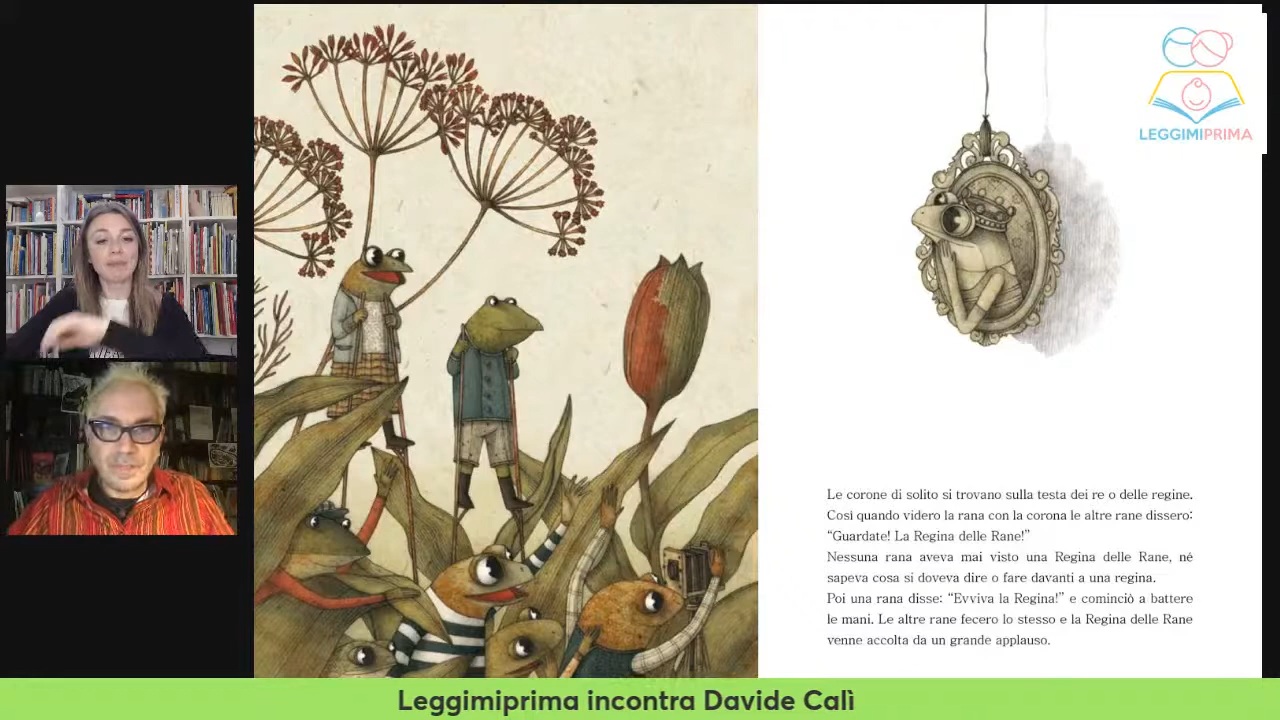 LEGGIMIPRIMA
Le corone di solito si trovano sulla testa dei re o delle regine.
Così quando videro la rana con la corona le altre rane dissero:
“Guardate! La Regina delle Rane!”
Nessuna rana aveva mai visto una Regina delle Rane, né
sapeva cosa si doveva dire o fare davanti a una regina.
Poi una rana disse: “Evviva la Regina!” e cominciò a battere
le mani. Le altre rane fecero lo stesso e la Regina delle Rane
venne accolta da un grande applauso.
Leggimiprima incontra Davide Calì